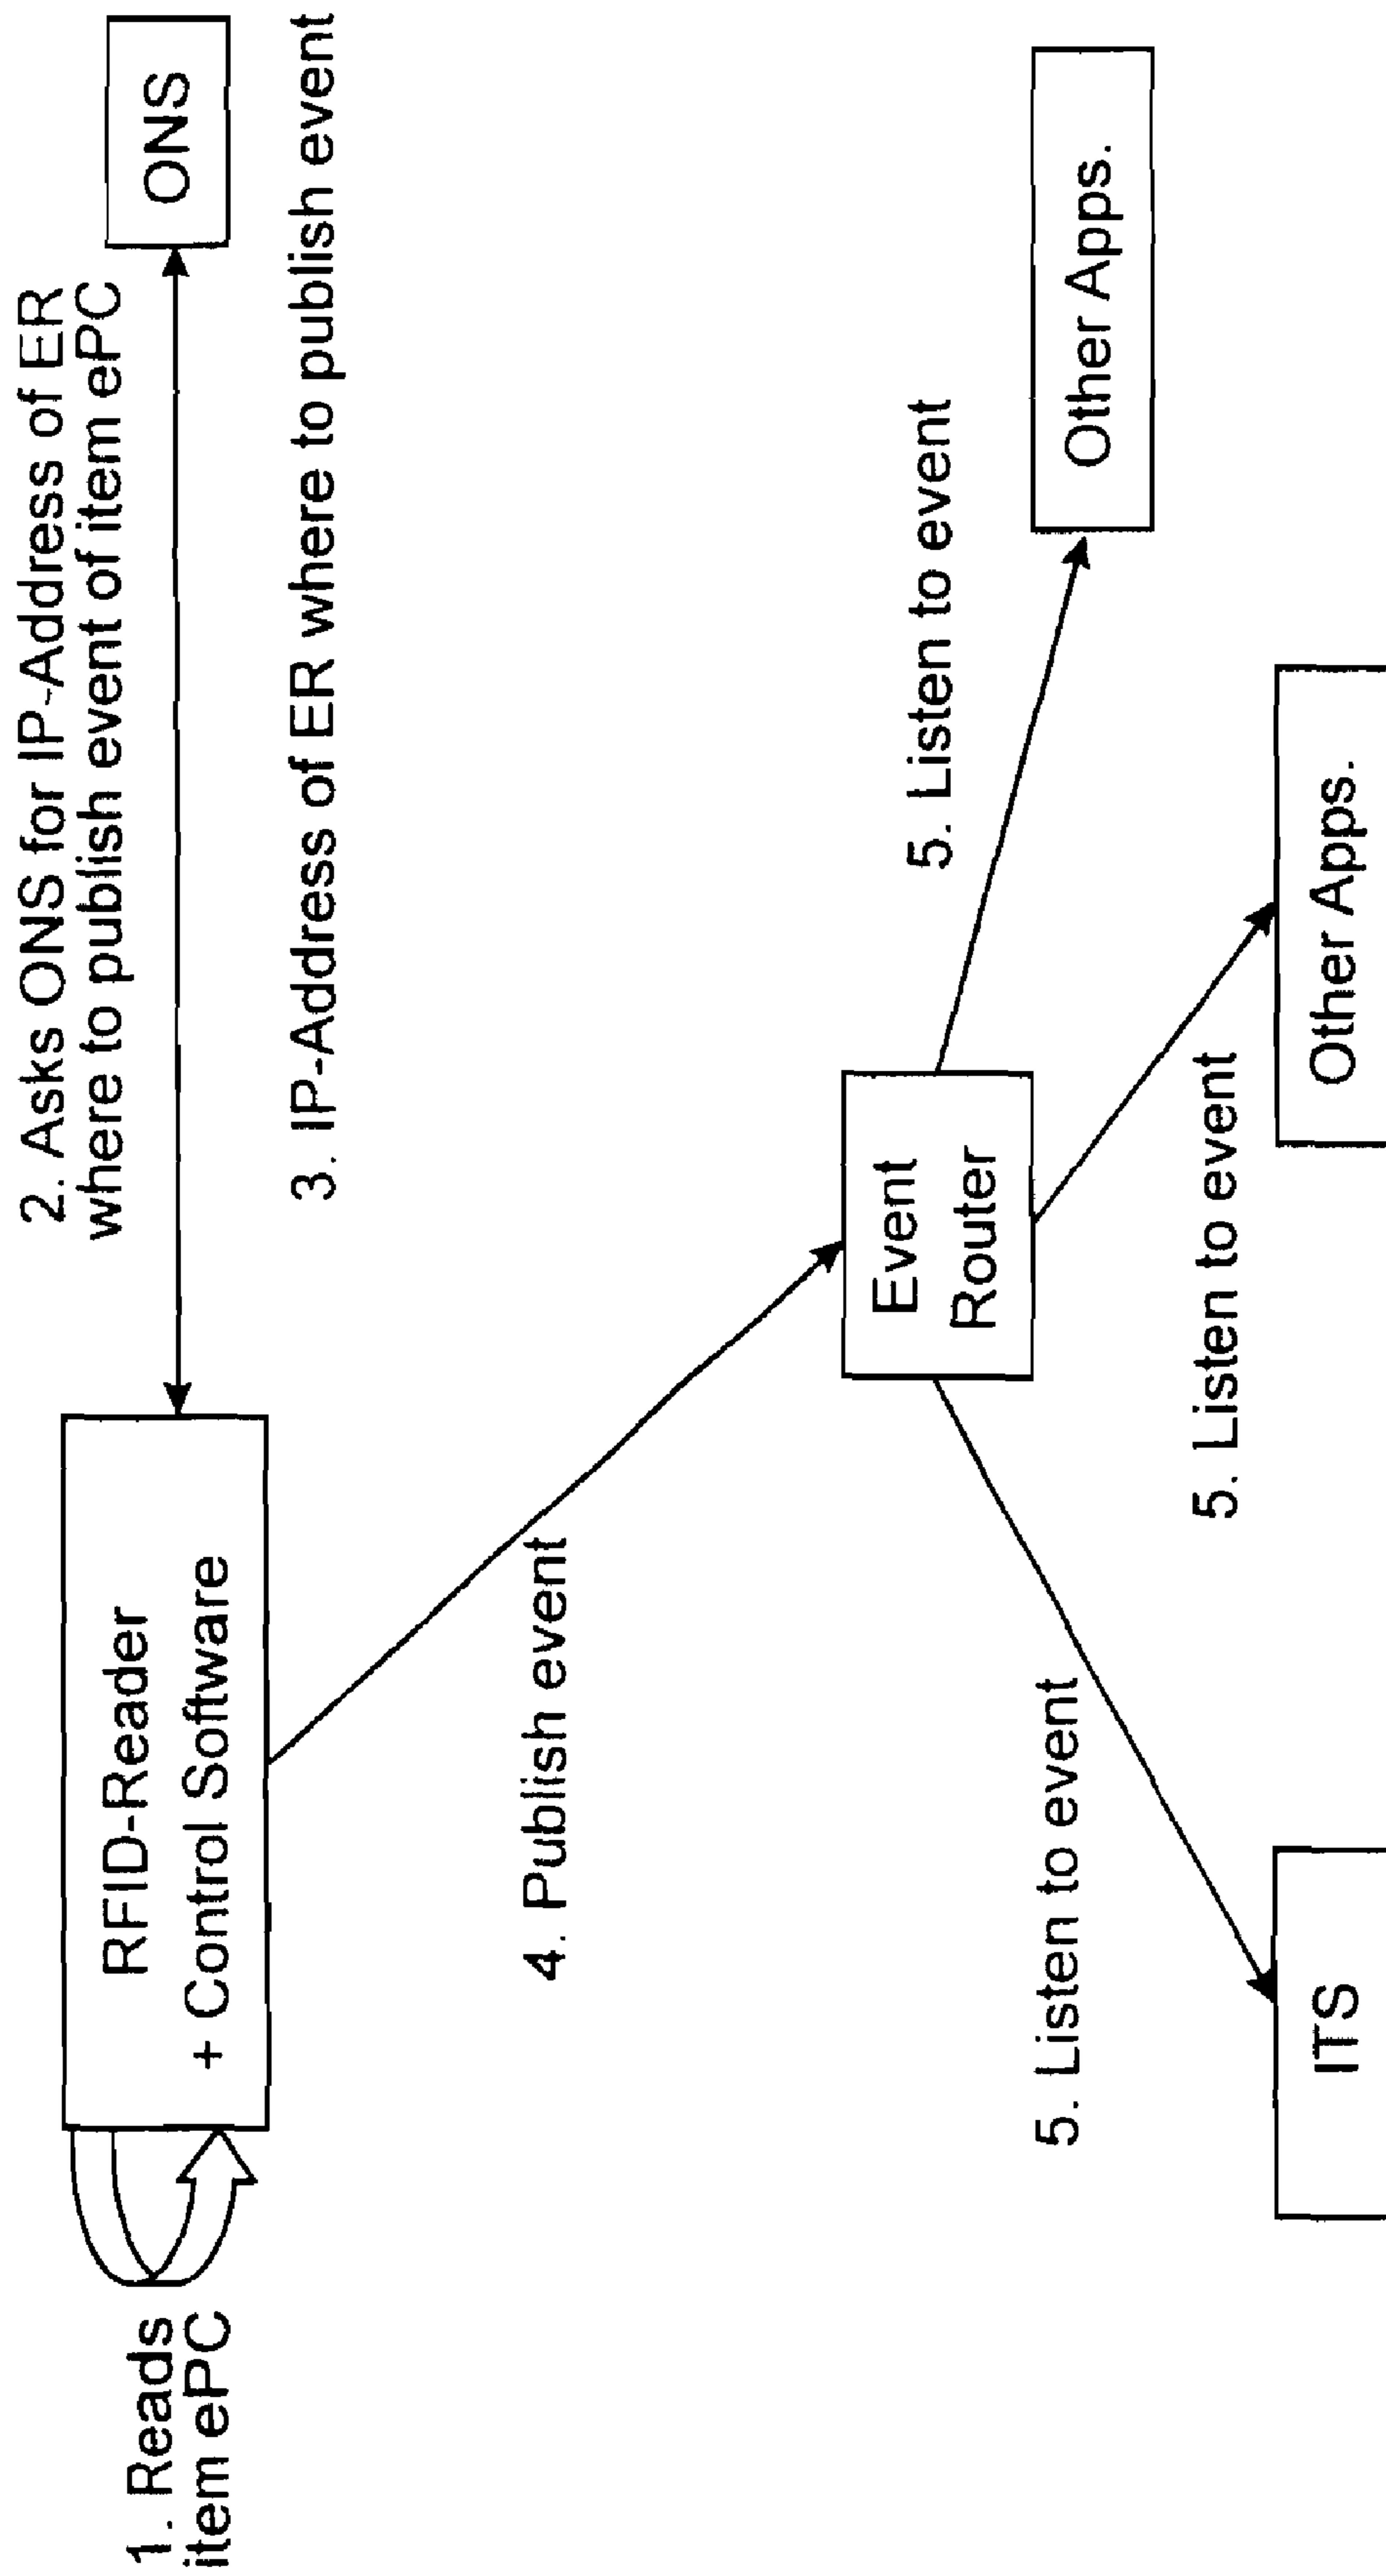 1. Reads
item ePC
RFID-Reader
+ Control Software
2. Asks ONS for IP-Address of ER
where to publish event of item ePC
3. IP-Address of ER where to publish event
ONS
4. Publish event
Event
Router
5. Listen to event
5. Listen to event
5. Listen to event
ITS
Other Apps.
Other Apps.